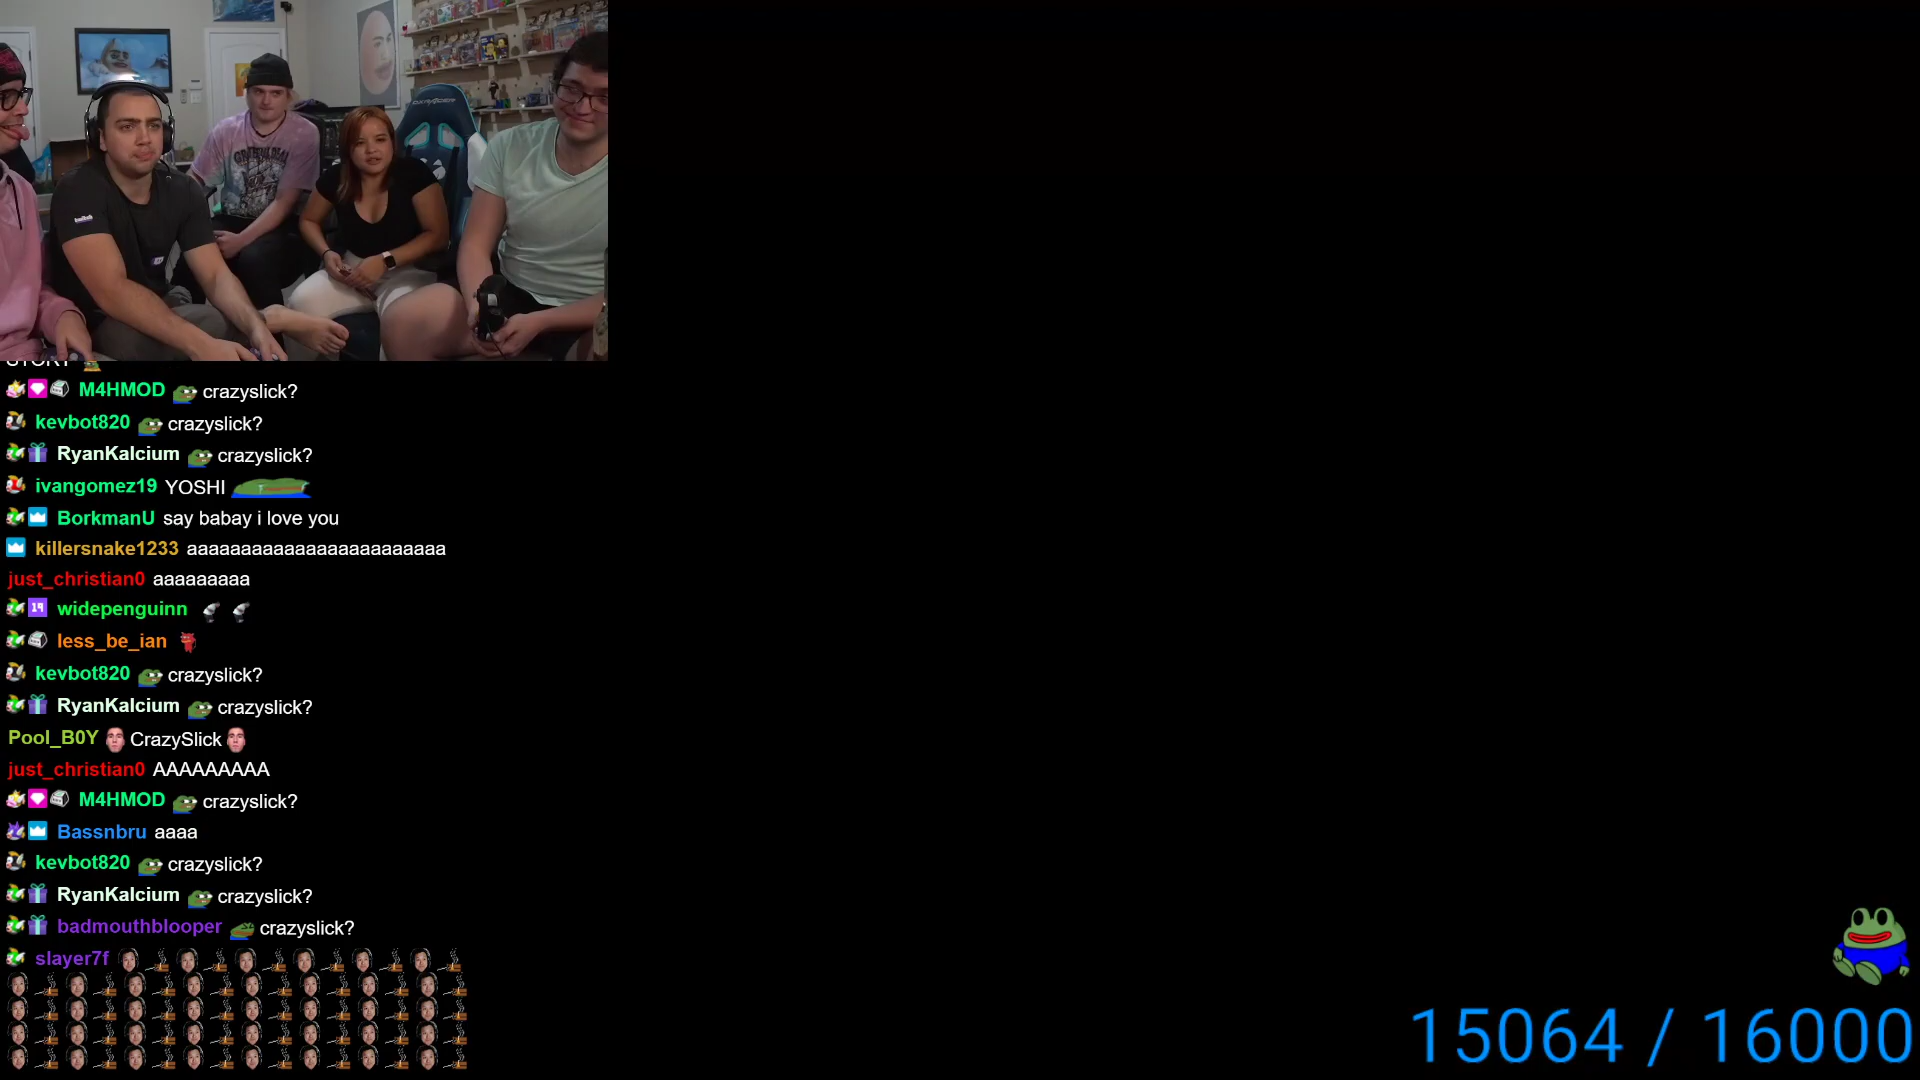 STORY
M4HMOD crazyslick?
kevbot820 crazyslick?
RyanKalcium crazyslick?
ivangomez19 YOSHI
BorkmanU say babay i love you
killersnake1233 aaaaaaaaaaaaaaaaaaaaaaaa
just_christian0 aaaaaaaaa
19 widepenguinn
less_be_ian
kevbot820 crazyslick?
RyanKalcium crazyslick?
Pool_B0Y CrazySlick
just_christian0 AAAAAAAAA
M4HMOD crazyslick?
Bassnbru aaaa
kevbot820 crazyslick?
RyanKalcium crazyslick?
badmouthblooper crazyslick?
slayer7f
15064 / 16000